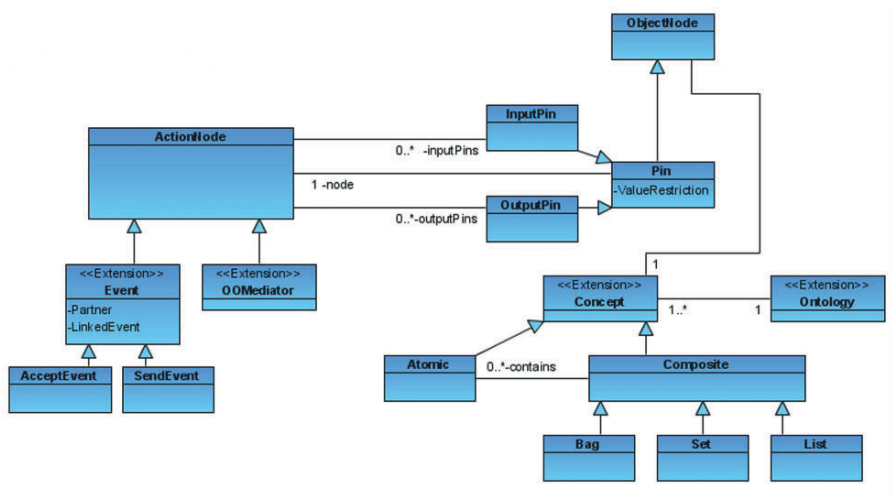 ObjectNode
InputPin
ActionNode
0..* -inputPins
Pin
-ValueRestriction
1 -node
OutputPin
0..*-outputPins
<<Extension>>
Event
-Partner
-LinkedEvent
<<Extension>>
OOMediator
1
<<Extension>>
Concept
1..*
1
<<Extension>>
Ontology
AcceptEvent
SendEvent
Atomic
0..*-contains
Composite
Bag
Set
List